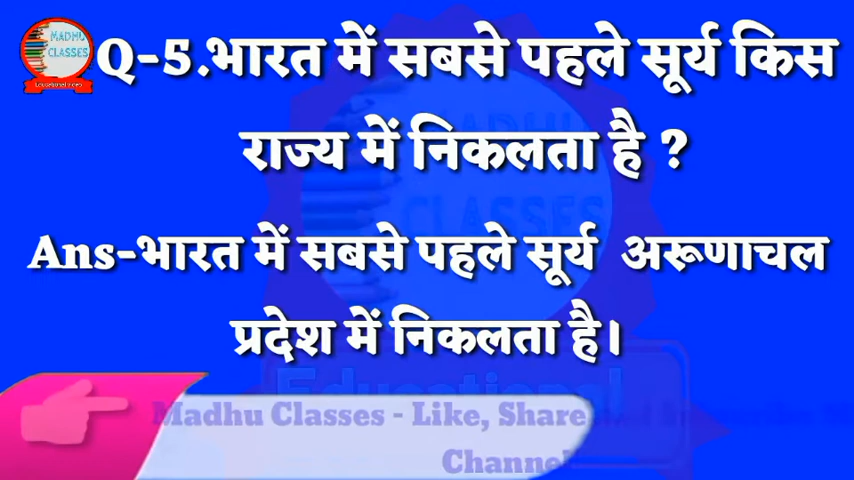 MADHU
CLASSES
Educational
Q-5.भारत में सबसे पहले सूर्य किस
राज्य में निकलता है ?
Ans-भारत में सबसे पहले सूर्य अरूणाचल
प्रदेश में निकलता है।
Madhu Classes - Like, Share
Channel